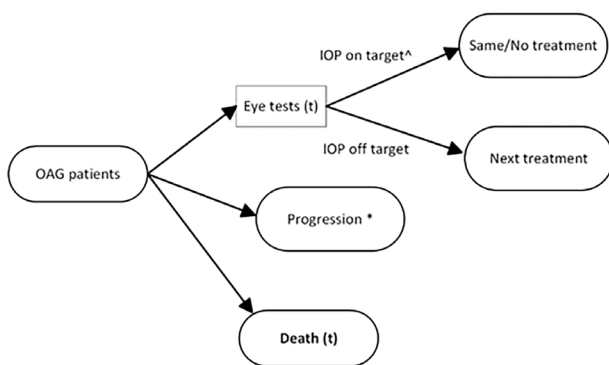 IOP on target^
Same/No treatment
Eye tests (t)
IOP off target
Next treatment
OAG patients
Progression *
Death (t)